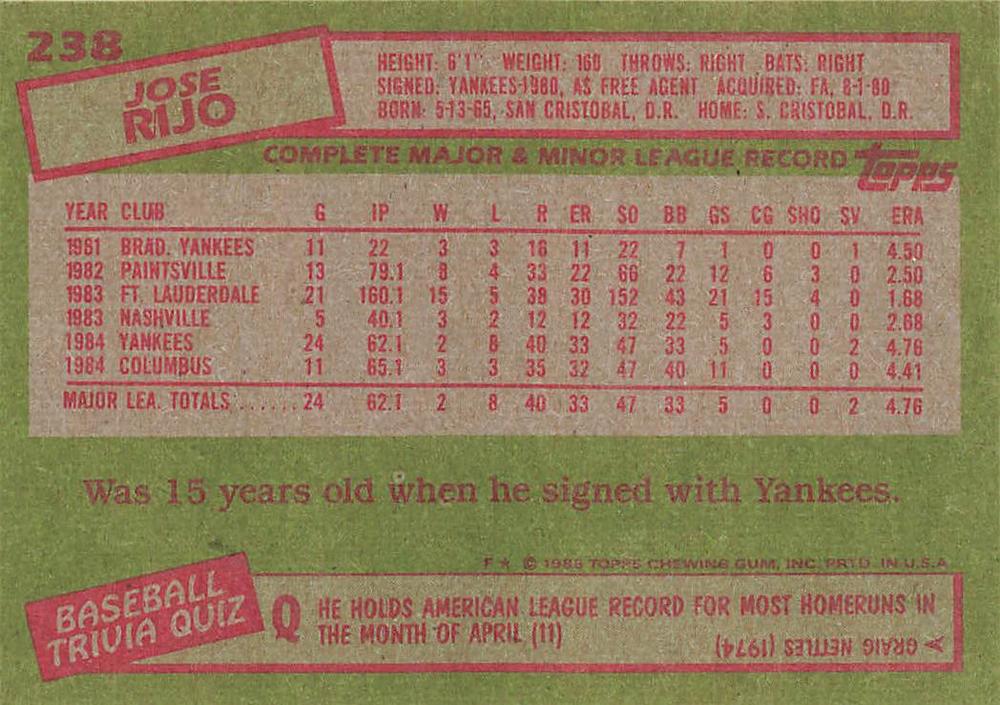 238
JOSE
RIJO
HEIGHT: 6'1" WEIGHT: 160 THROWS: RIGHT BATS: RIGHT
SIGNED: YANKEES-1980, AS FREE AGENT ACQUIRED: FA, 8-1-80
BORN: 5-13-65, SAN CRISTOBAL, D.R. HOME: S. CRISTOBAL, D.R.
COMPLETE MAJOR & MINOR LEAGUE RECORD topps
YEAR CLUB G IP W L R ER SO BB GS CG SHO SV ERA
1981 BRAD. YANKEES 11 22 3 3 16 11 22 7 1 0 0 1 4.50
1982 PAINTSVILLE 13 79.1 8 4 33 22 66 22 12 6 3 0 2.50
1983 FT. LAUDERDALE 21 160.1 15 5 38 30 152 43 21 15 4 0 1.68
1983 NASHVILLE 5 40.1 3 2 12 12 32 22 5 3 0 0 2.68
1984 YANKEES 24 62.1 2 8 40 33 47 33 5 0 0 2 4.76
1984 COLUMBUS 11 65.1 3 3 35 32 47 40 11 0 0 0 4.41
MAJOR LEA. TOTALS ...... 24 62.1 2 8 40 33 47 33 5 0 0 2 4.76
Was 15 years old when he signed with Yankees.
F★ © 1985 TOPPS CHEWING GUM, INC. PRTD. IN U.S.A.
BASEBALL
TRIVIA QUIZ
Q HE HOLDS AMERICAN LEAGUE RECORD FOR MOST HOMERUNS IN
THE MONTH OF APRIL (11)
A GRAIG NETTLES (1974)